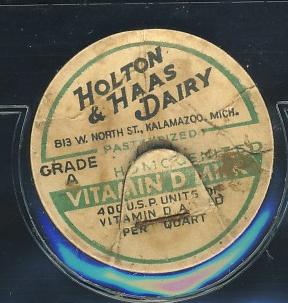 HOLTON
& HAAS
DAIRY
813 W. NORTH ST., KALAMAZOO, MICH.
PASTEURIZED
HOMOGENIZED
GRADE
A
VITAMIN D MILK
400 U.S.P. UNITS OF
VITAMIN D ADDED
PER QUART